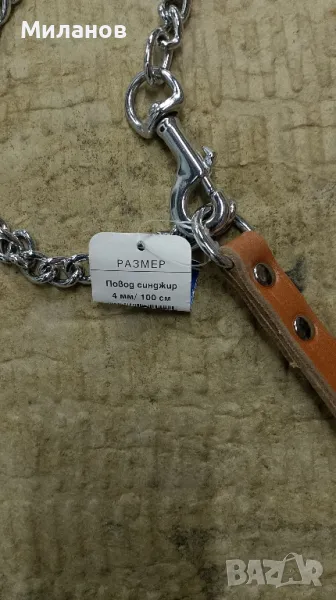 Миланов
РАЗМЕР
Повод синджир
4 мм/ 100 см
BAZAR